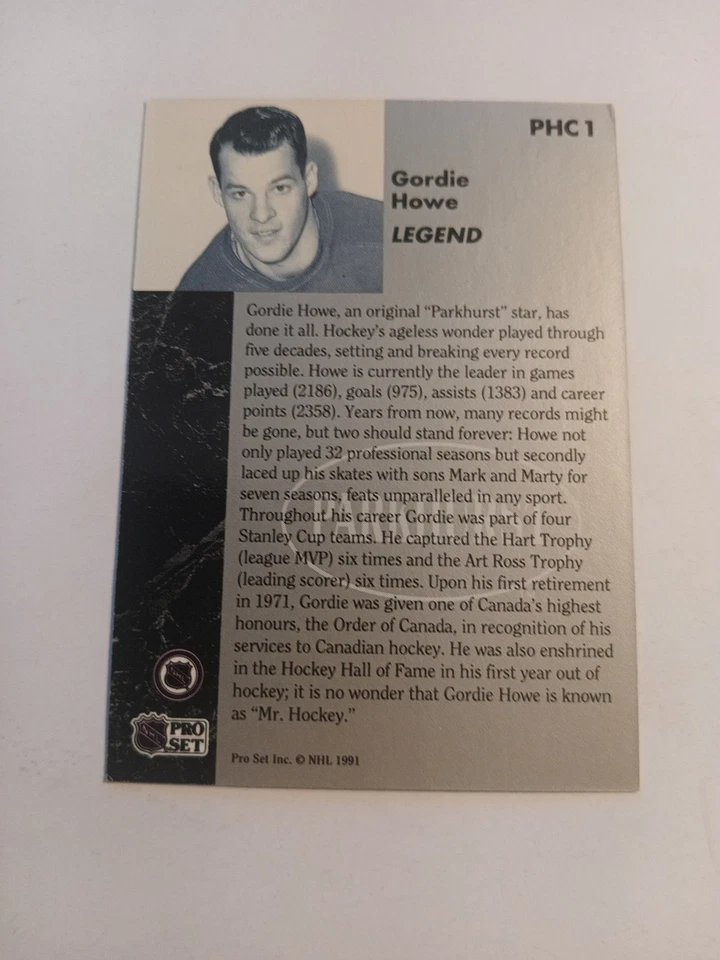 PHC 1
Gordie
Howe
LEGEND
Gordie Howe, an original “Parkhurst” star, has
done it all. Hockey’s ageless wonder played through
five decades, setting and breaking every record
possible. Howe is currently the leader in games
played (2186), goals (975), assists (1383) and career
points (2358). Years from now, many records might
be gone, but two should stand forever: Howe not
only played 32 professional seasons but secondly
laced up his skates with sons Mark and Marty for
seven seasons, feats unparalleled in any sport.
Throughout his career Gordie was part of four
Stanley Cup teams. He captured the Hart Trophy
(league MVP) six times and the Art Ross Trophy
(leading scorer) six times. Upon his first retirement
in 1971, Gordie was given one of Canada’s highest
honours, the Order of Canada, in recognition of his
services to Canadian hockey. He was also enshrined
in the Hockey Hall of Fame in his first year out of
hockey; it is no wonder that Gordie Howe is known
as “Mr. Hockey.”
PARKHURST
PRO
SET
Pro Set Inc. © NHL 1991